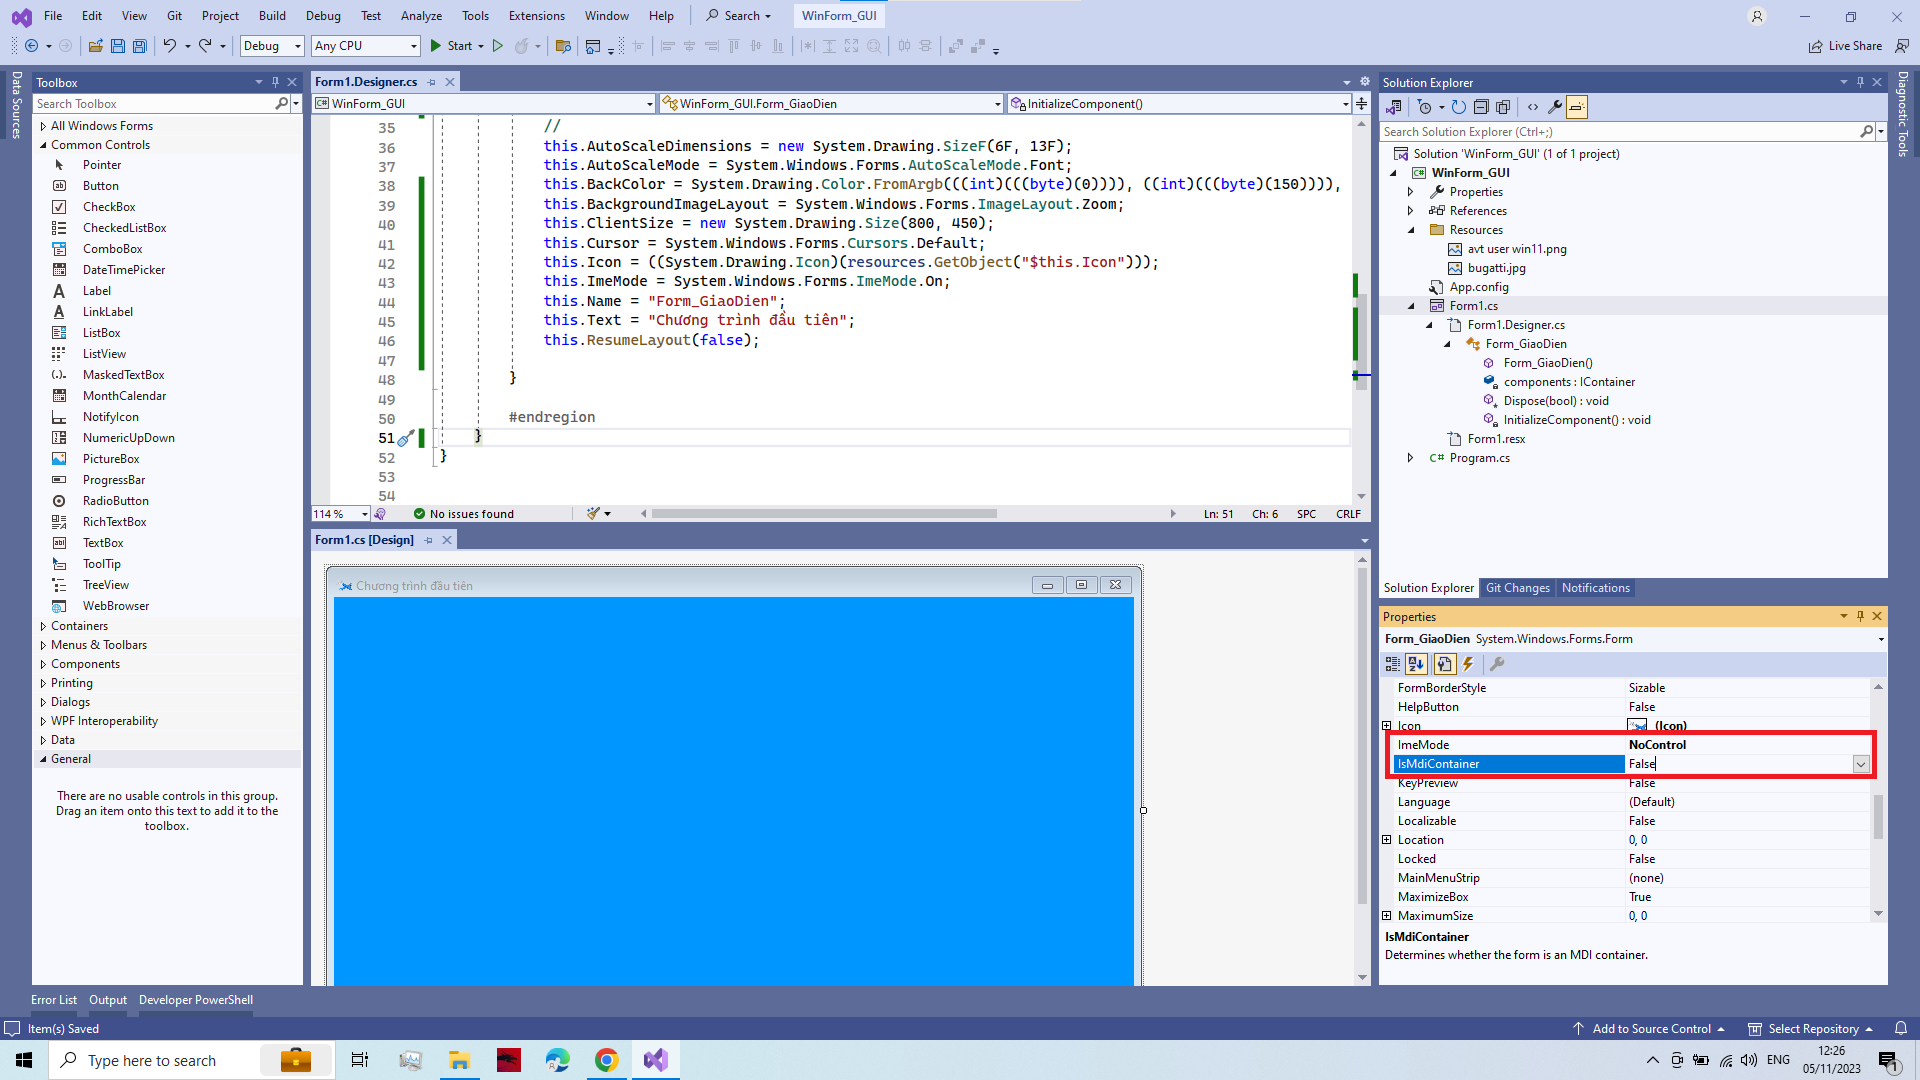 File Edit View Git Project Build Debug Test Analyze Tools Extensions Window Help Search WinForm_GUI
Debug Any CPU Start Live Share
Data Sources
Toolbox
Search Toolbox
All Windows Forms
Common Controls
Pointer
Button
CheckBox
CheckedListBox
ComboBox
DateTimePicker
Label
LinkLabel
ListBox
ListView
MaskedTextBox
MonthCalendar
NotifyIcon
NumericUpDown
PictureBox
ProgressBar
RadioButton
RichTextBox
TextBox
ToolTip
TreeView
WebBrowser
Containers
Menus & Toolbars
Components
Printing
Dialogs
WPF Interoperability
Data
General
There are no usable controls in this group.
Drag an item onto this text to add it to the
toolbox.
Form1.Designer.cs
WinForm_GUI WinForm_GUI.Form_GiaoDien InitializeComponent()
35 //
36 this.AutoScaleDimensions = new System.Drawing.SizeF(6F, 13F);
37 this.AutoScaleMode = System.Windows.Forms.AutoScaleMode.Font;
38 this.BackColor = System.Drawing.Color.FromArgb(((int)(((byte)(0)))), ((int)(((byte)(150)))),
39 this.BackgroundImageLayout = System.Windows.Forms.ImageLayout.Zoom;
40 this.ClientSize = new System.Drawing.Size(800, 450);
41 this.Cursor = System.Windows.Forms.Cursors.Default;
42 this.Icon = ((System.Drawing.Icon)(resources.GetObject("$this.Icon")));
43 this.ImeMode = System.Windows.Forms.ImeMode.On;
44 this.Name = "Form_GiaoDien";
45 this.Text = "Chương trình đầu tiên";
46 this.ResumeLayout(false);
47
48 }
49
50 #endregion
51 }
52 }
53
54
114 % No issues found Ln: 51 Ch: 6 SPC CRLF
Form1.cs [Design]
Chương trình đầu tiên
Solution Explorer
Search Solution Explorer (Ctrl+;)
Solution 'WinForm_GUI' (1 of 1 project)
C# WinForm_GUI
Properties
References
Resources
avt user win11.png
bugatti.jpg
App.config
Form1.cs
Form1.Designer.cs
Form_GiaoDien
Form_GiaoDien()
components : IContainer
Dispose(bool) : void
InitializeComponent() : void
Form1.resx
C# Program.cs
Solution Explorer Git Changes Notifications
Diagnostic Tools
Properties
Form_GiaoDien System.Windows.Forms.Form
FormBorderStyle Sizable
HelpButton False
Icon (Icon)
ImeMode NoControl
IsMdiContainer False
KeyPreview False
Language (Default)
Localizable False
Location 0, 0
Locked False
MainMenuStrip (none)
MaximizeBox True
MaximumSize 0, 0
IsMdiContainer
Determines whether the form is an MDI container.
Error List Output Developer PowerShell
Item(s) Saved Add to Source Control Select Repository
Type here to search ENG 12:26
05/11/2023 1